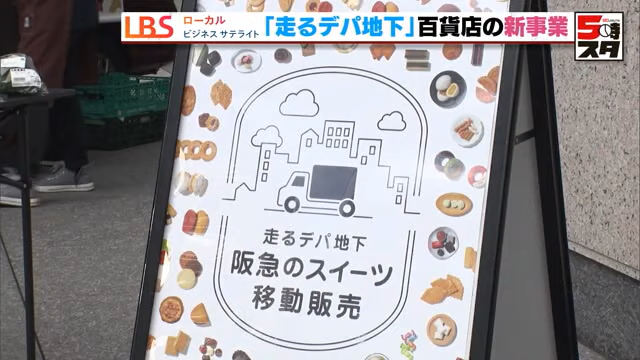 LBS
ローカル
ビジネス サテライト
「走るデパ地下」百貨店の新事業
5時スタ
走るデパ地下
阪急のスイーツ
移動販売